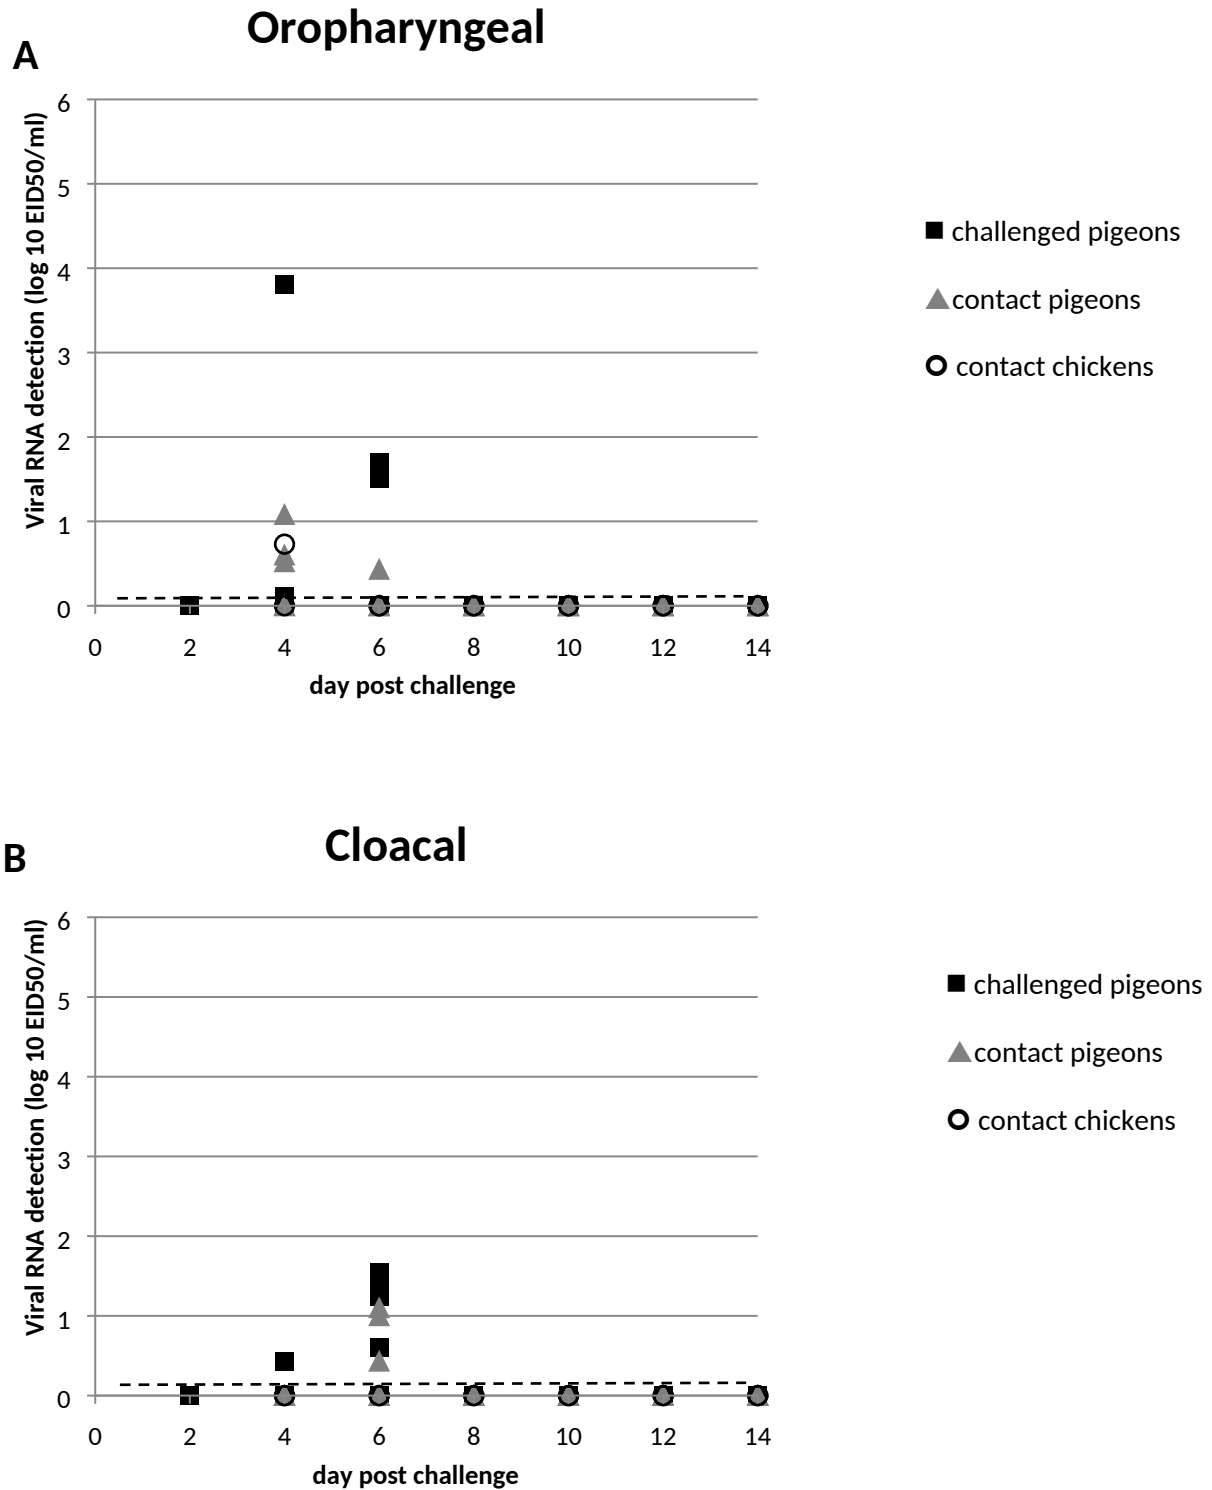 Oropharyngeal
A
Viral RNA detection (log 10 EID50/ml)
6
5
4
3
2
1
0
0 2 4 6 8 10 12 14
day post challenge
challenged pigeons
contact pigeons
contact chickens
Cloacal
B
Viral RNA detection (log 10 EID50/ml)
6
5
4
3
2
1
0
0 2 4 6 8 10 12 14
day post challenge
challenged pigeons
contact pigeons
contact chickens